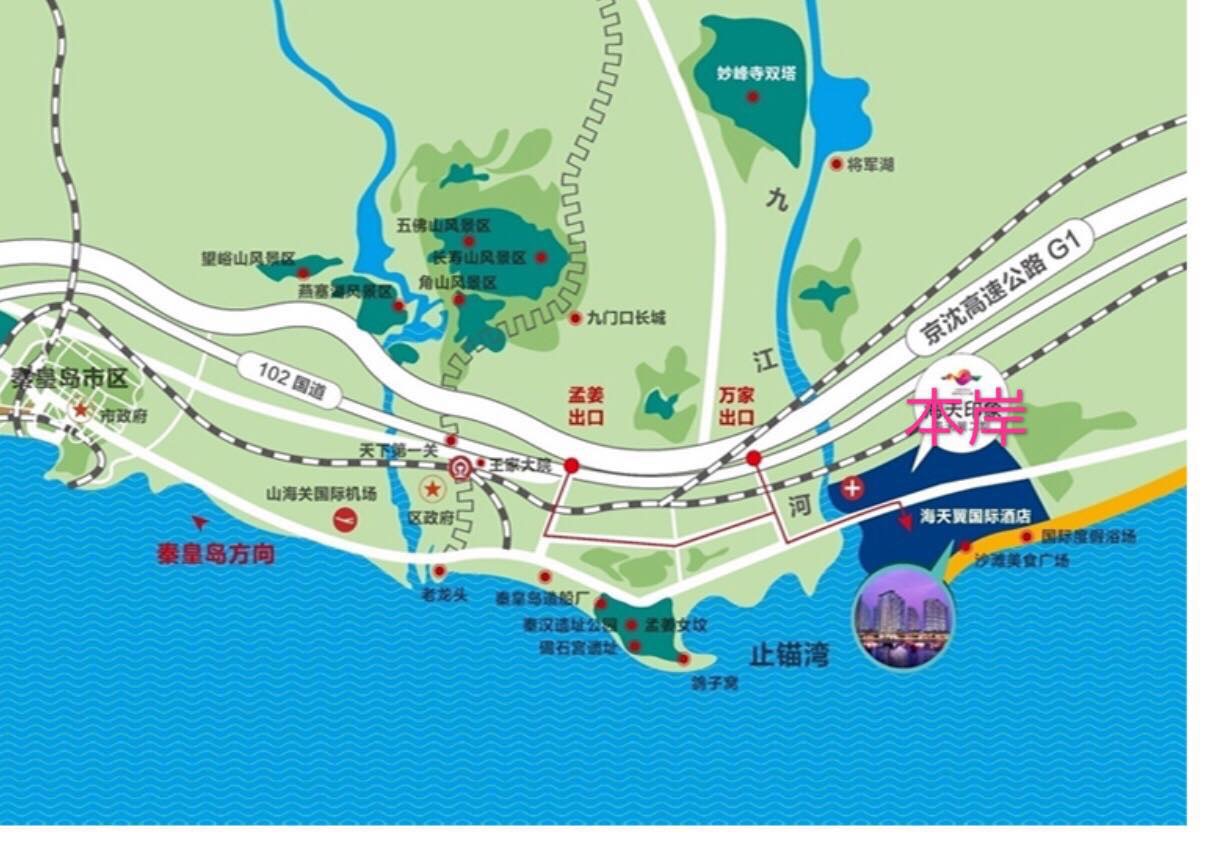 妙峰寺双塔
将军湖
九
江
河
五佛山风景区
望峪山风景区
长寿山风景区
燕塞湖风景区
角山风景区
九门口长城
京沈高速公路 G1
102 国道
秦皇岛市区
市政府
孟姜
出口
万家
出口
海天印象
本岸
天下第一关
王家大院
山海关国际机场
区政府
秦皇岛方向
海天翼国际酒店
国际度假浴场
沙滩美食广场
老龙头
秦皇岛造船厂
秦汉遗址公园
孟姜女坟
碣石宫遗址
止锚湾
鸽子窝